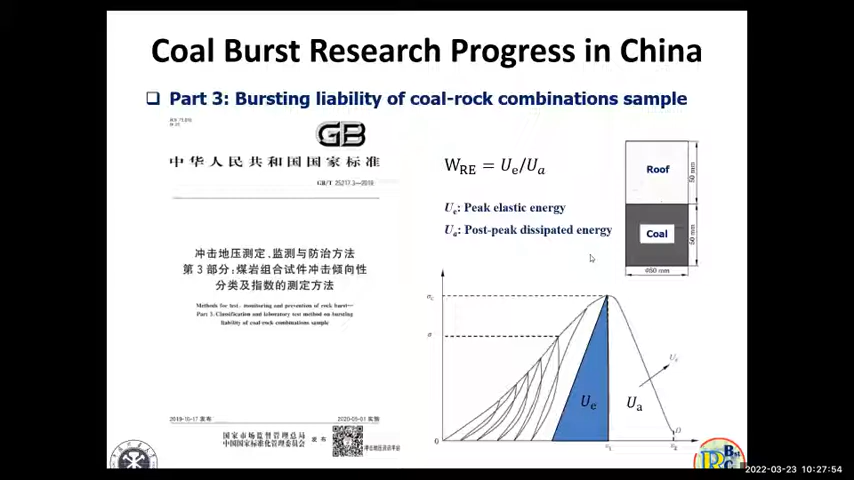 Coal Burst Research Progress in China
Part 3: Bursting liability of coal-rock combinations sample
GB
中华人民共和国国家标准
GB/T 25217.3—2019
冲击地压测定、监测与防治方法
第3部分：煤岩组合试件冲击倾向性
分类及指数的测定方法
Methods for test, monitoring and prevention of rock burst—
Part 3: Classification and laboratory test method on bursting
liability of coal-rock combinations sample
2019-10-17发布
2020-05-01实施
国家市场监督管理总局
中国国家标准化管理委员会
发布
W_RE = U_e/U_a
U_e: Peak elastic energy
U_a: Post-peak dissipated energy
Roof
50 mm
Coal
50 mm
σ_c
σ
U_e
U_a
0
2022-03-23 10:27:54